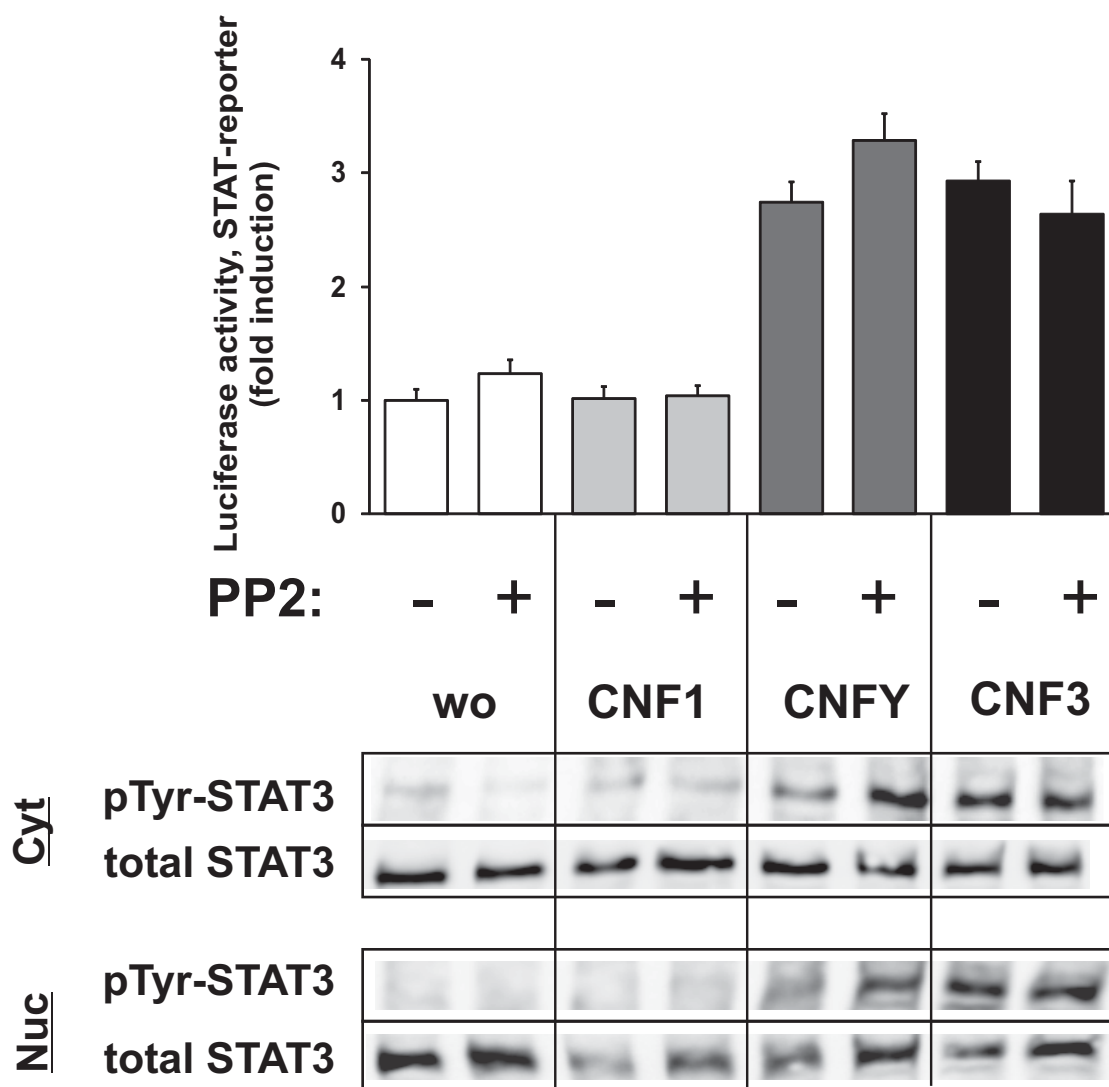 Luciferase activity, STAT-reporter
(fold induction)
4
3
2
1
0
PP2: - + - + - + - +
wo CNF1 CNFY CNF3
Cyt
pTyr-STAT3
total STAT3
Nuc
pTyr-STAT3
total STAT3